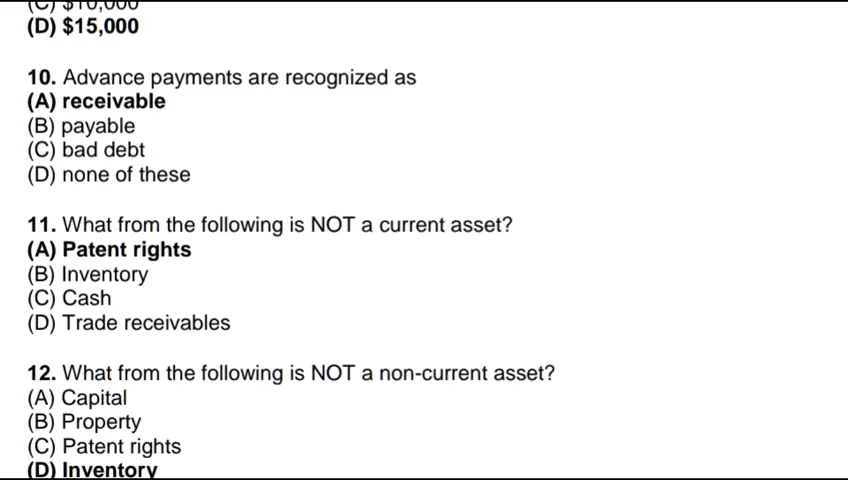 (C) $10,000
(D) $15,000
10. Advance payments are recognized as
(A) receivable
(B) payable
(C) bad debt
(D) none of these
11. What from the following is NOT a current asset?
(A) Patent rights
(B) Inventory
(C) Cash
(D) Trade receivables
12. What from the following is NOT a non-current asset?
(A) Capital
(B) Property
(C) Patent rights
(D) Inventory